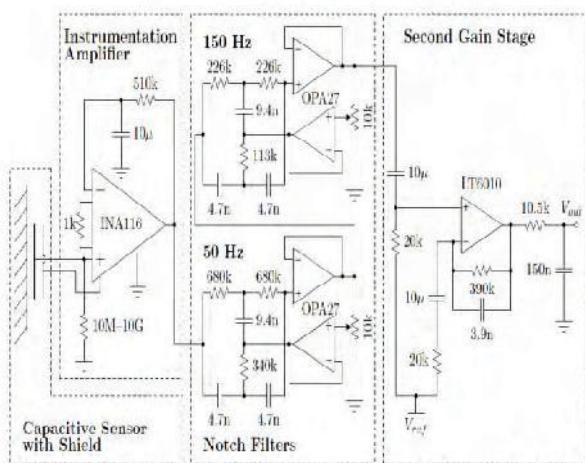 Instrumentation
Amplifier
510k
10μ
1k
INA116
10M–10G
Capacitive Sensor
with Shield
150 Hz
226k
226k
9.4n
OPA27
10k
113k
4.7n
4.7n
50 Hz
680k
680k
9.4n
OPA27
10k
340k
4.7n
4.7n
Notch Filters
Second Gain Stage
10μ
LT6010
10.5k
Vout
20k
10μ
390k
150n
3.9n
20k
Vref